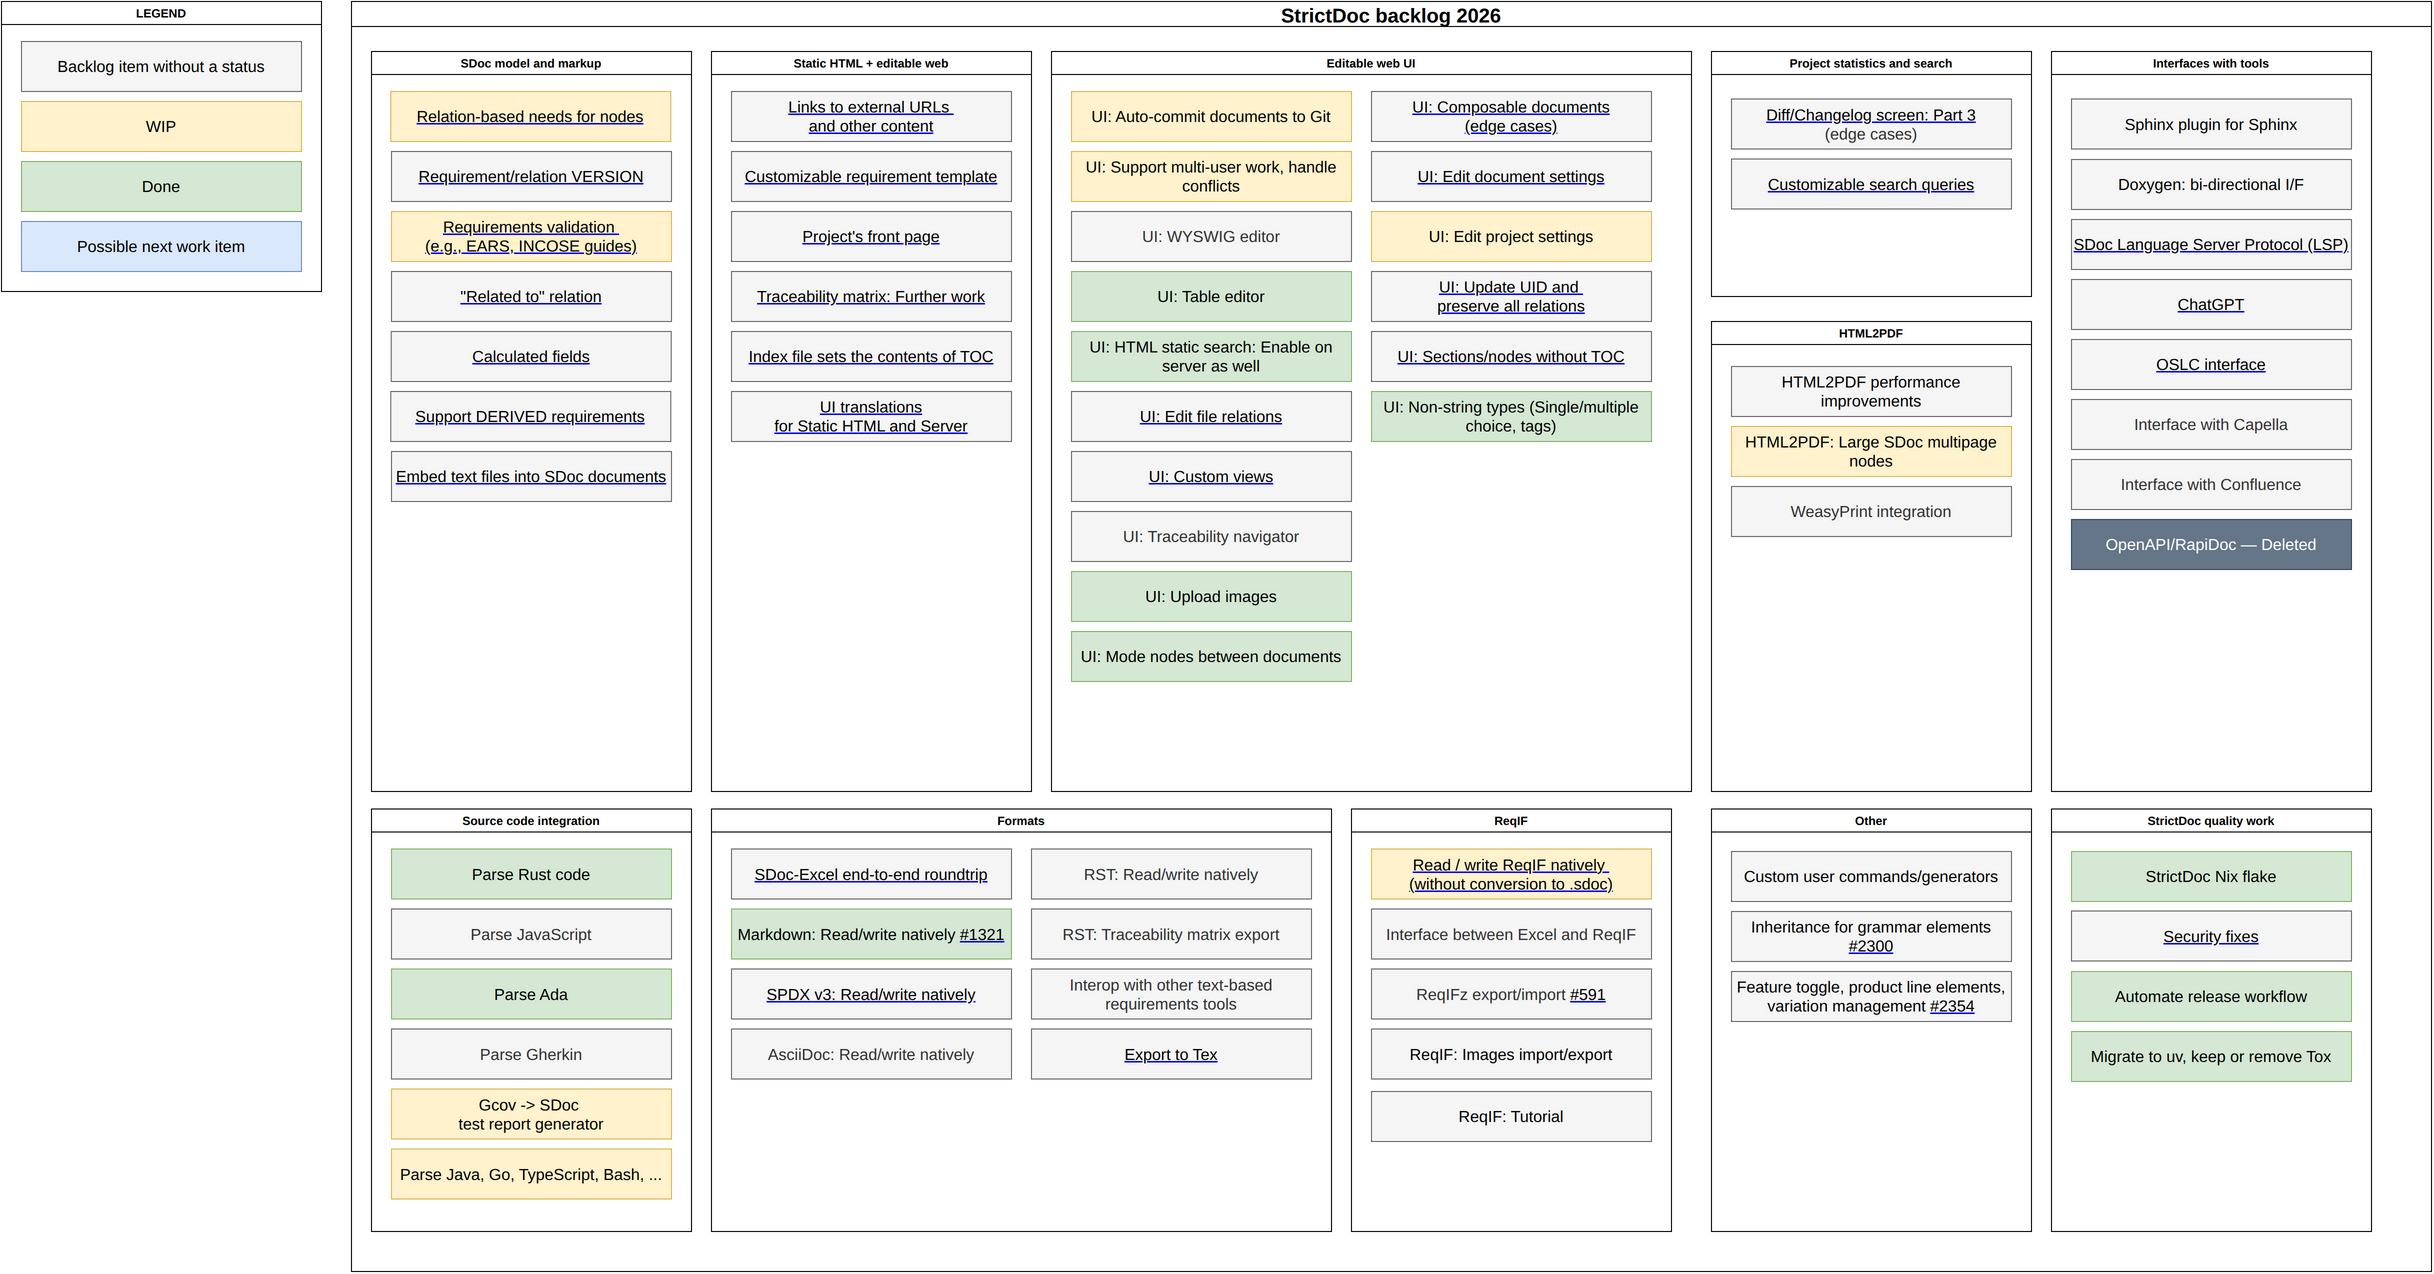 LEGEND
Backlog item without a status
WIP
Done
Possible next work item
StrictDoc backlog 2026
SDoc model and markup
Relation-based needs for nodes
Requirement/relation VERSION
Requirements validation
(e.g., EARS, INCOSE guides)
"Related to" relation
Calculated fields
Support DERIVED requirements
Embed text files into SDoc documents
Static HTML + editable web
Links to external URLs
and other content
Customizable requirement template
Project's front page
Traceability matrix: Further work
Index file sets the contents of TOC
UI translations
for Static HTML and Server
Editable web UI
UI: Auto-commit documents to Git
UI: Support multi-user work, handle
conflicts
UI: WYSWIG editor
UI: Table editor
UI: HTML static search: Enable on
server as well
UI: Edit file relations
UI: Custom views
UI: Traceability navigator
UI: Upload images
UI: Mode nodes between documents
UI: Composable documents
(edge cases)
UI: Edit document settings
UI: Edit project settings
UI: Update UID and
preserve all relations
UI: Sections/nodes without TOC
UI: Non-string types (Single/multiple
choice, tags)
Project statistics and search
Diff/Changelog screen: Part 3
(edge cases)
Customizable search queries
HTML2PDF
HTML2PDF performance
improvements
HTML2PDF: Large SDoc multipage
nodes
WeasyPrint integration
Interfaces with tools
Sphinx plugin for Sphinx
Doxygen: bi-directional I/F
SDoc Language Server Protocol (LSP)
ChatGPT
OSLC interface
Interface with Capella
Interface with Confluence
OpenAPI/RapiDoc — Deleted
Source code integration
Parse Rust code
Parse JavaScript
Parse Ada
Parse Gherkin
Gcov -> SDoc
test report generator
Parse Java, Go, TypeScript, Bash, ...
Formats
SDoc-Excel end-to-end roundtrip
Markdown: Read/write natively #1321
SPDX v3: Read/write natively
AsciiDoc: Read/write natively
RST: Read/write natively
RST: Traceability matrix export
Interop with other text-based
requirements tools
Export to Tex
ReqIF
Read / write ReqIF natively
(without conversion to .sdoc)
Interface between Excel and ReqIF
ReqIFz export/import #591
ReqIF: Images import/export
ReqIF: Tutorial
Other
Custom user commands/generators
Inheritance for grammar elements
#2300
Feature toggle, product line elements,
variation management #2354
StrictDoc quality work
StrictDoc Nix flake
Security fixes
Automate release workflow
Migrate to uv, keep or remove Tox